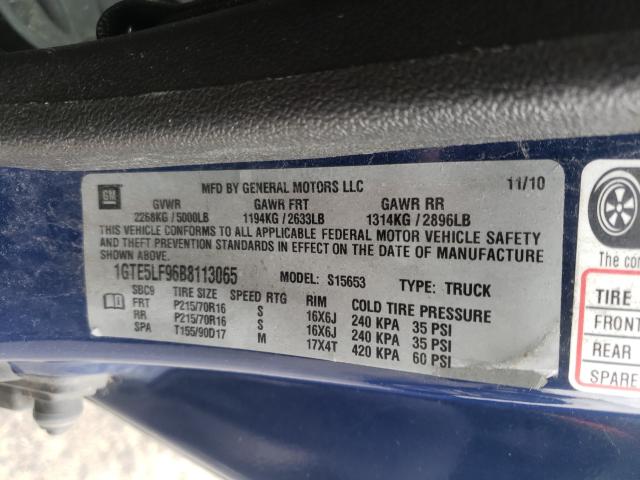 GM
MFD BY GENERAL MOTORS LLC 11/10
GVWR GAWR FRT GAWR RR
2268KG / 5000LB 1194KG / 2633LB 1314KG / 2896LB
THIS VEHICLE CONFORMS TO ALL APPLICABLE FEDERAL MOTOR VEHICLE SAFETY
AND THEFT PREVENTION STANDARDS IN EFFECT ON THE DATE OF MANUFACTURE
SHOWN ABOVE.
1GTE5LF96B8113065 MODEL: S15653 TYPE: TRUCK
SBC9 TIRE SIZE SPEED RTG RIM COLD TIRE PRESSURE
FRT P215/70R16 S 16X6J 240 KPA 35 PSI
RR P215/70R16 S 16X6J 240 KPA 35 PSI
SPA T155/90D17 M 17X4T 420 KPA 60 PSI
The co
TIRE
FRONT
REAR
SPARE